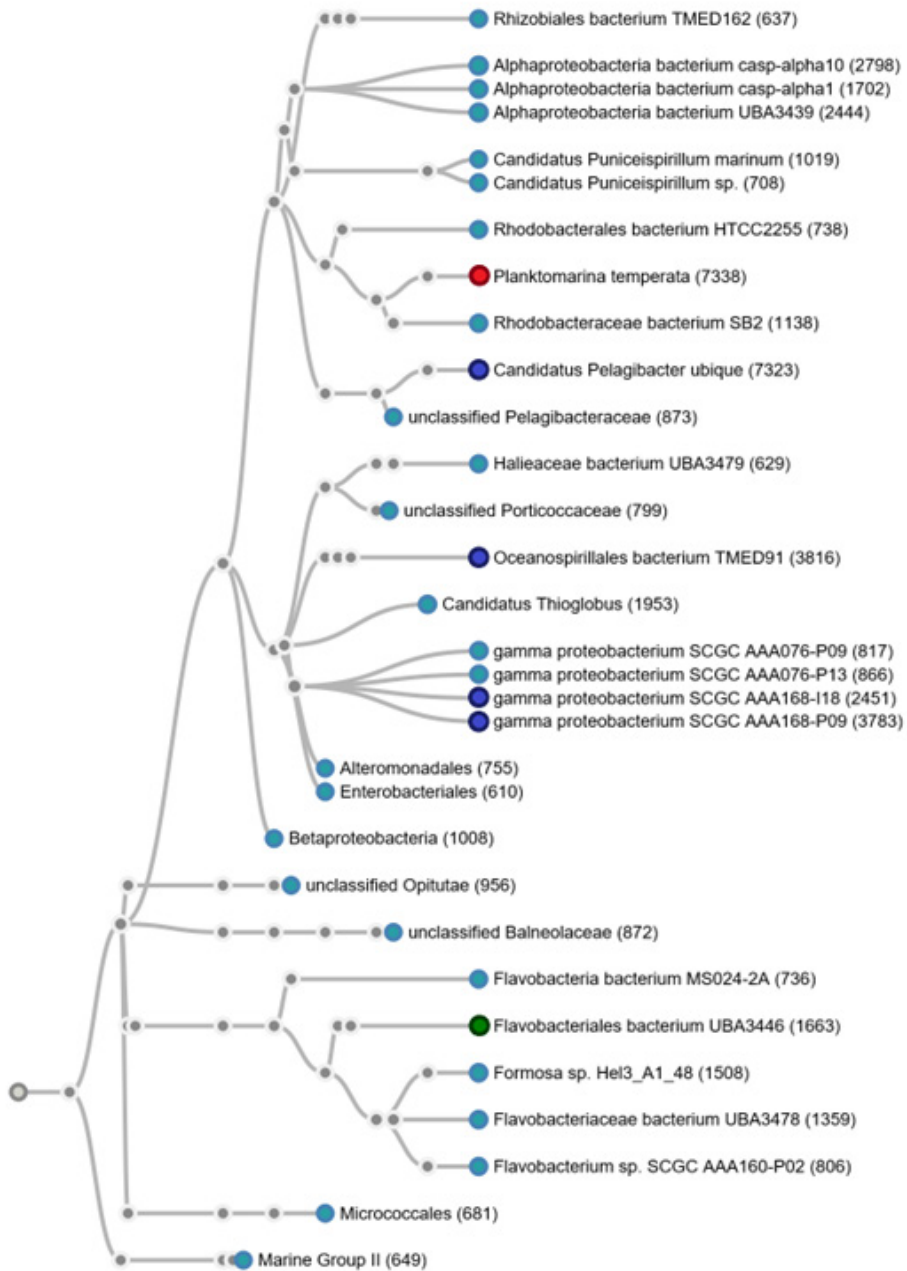 Rhizobiales bacterium TMED162 (637)
Alphaproteobacteria bacterium casp-alpha10 (2798)
Alphaproteobacteria bacterium casp-alpha1 (1702)
Alphaproteobacteria bacterium UBA3439 (2444)
Candidatus Puniceispirillum marinum (1019)
Candidatus Puniceispirillum sp. (708)
Rhodobacterales bacterium HTCC2255 (738)
Planktomarina temperata (7338)
Rhodobacteraceae bacterium SB2 (1138)
Candidatus Pelagibacter ubique (7323)
unclassified Pelagibacteraceae (873)
Halieaceae bacterium UBA3479 (629)
unclassified Porticoccaceae (799)
Oceanospirillales bacterium TMED91 (3816)
Candidatus Thioglobus (1953)
gamma proteobacterium SCGC AAA076-P09 (817)
gamma proteobacterium SCGC AAA076-P13 (866)
gamma proteobacterium SCGC AAA168-I18 (2451)
gamma proteobacterium SCGC AAA168-P09 (3783)
Alteromonadales (755)
Enterobacteriales (610)
Betaproteobacteria (1008)
unclassified Opitutae (956)
unclassified Balneolaceae (872)
Flavobacteria bacterium MS024-2A (736)
Flavobacteriales bacterium UBA3446 (1663)
Formosa sp. Hel3_A1_48 (1508)
Flavobacteriaceae bacterium UBA3478 (1359)
Flavobacterium sp. SCGC AAA160-P02 (806)
Micrococcales (681)
Marine Group II (649)